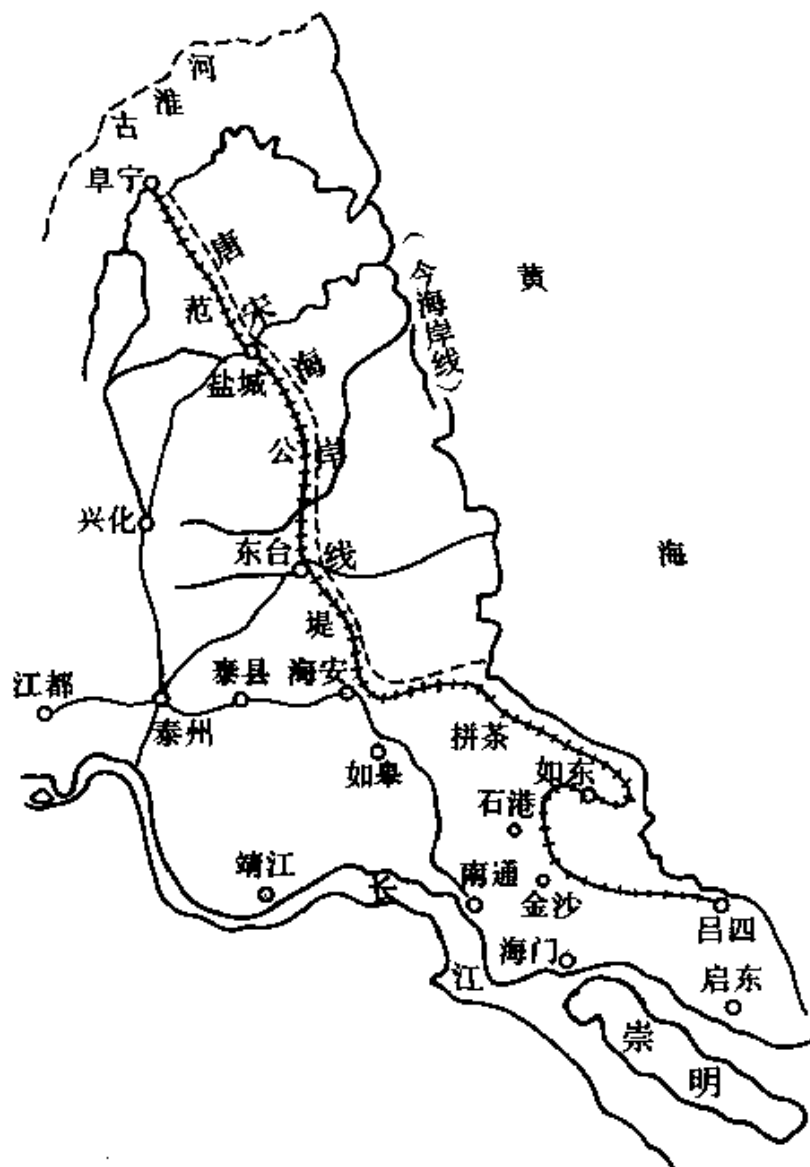 古淮河
阜宁
唐宋海岸线
范公堤
(今海岸线)
黄海
盐城
兴化
东台
江都
泰州
泰县
海安
拼茶
如皋
如东
石港
靖江
南通
金沙
吕四
长江
海门
启东
崇明